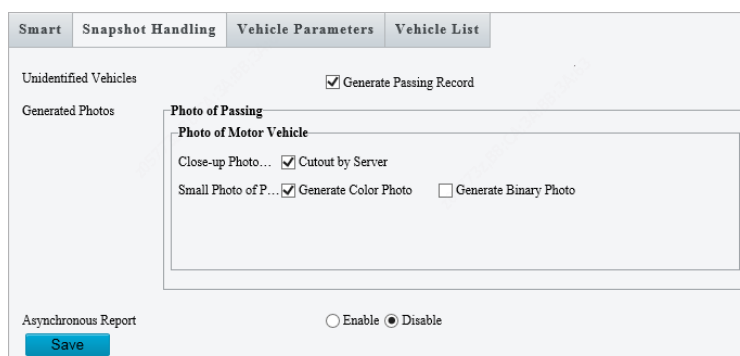 Smart Snapshot Handling Vehicle Parameters Vehicle List
Unidentified Vehicles Generate Passing Record
Generated Photos Photo of Passing
Photo of Motor Vehicle
Close-up Photo... Cutout by Server
Small Photo of P... Generate Color Photo Generate Binary Photo
Asynchronous Report Enable Disable
Save